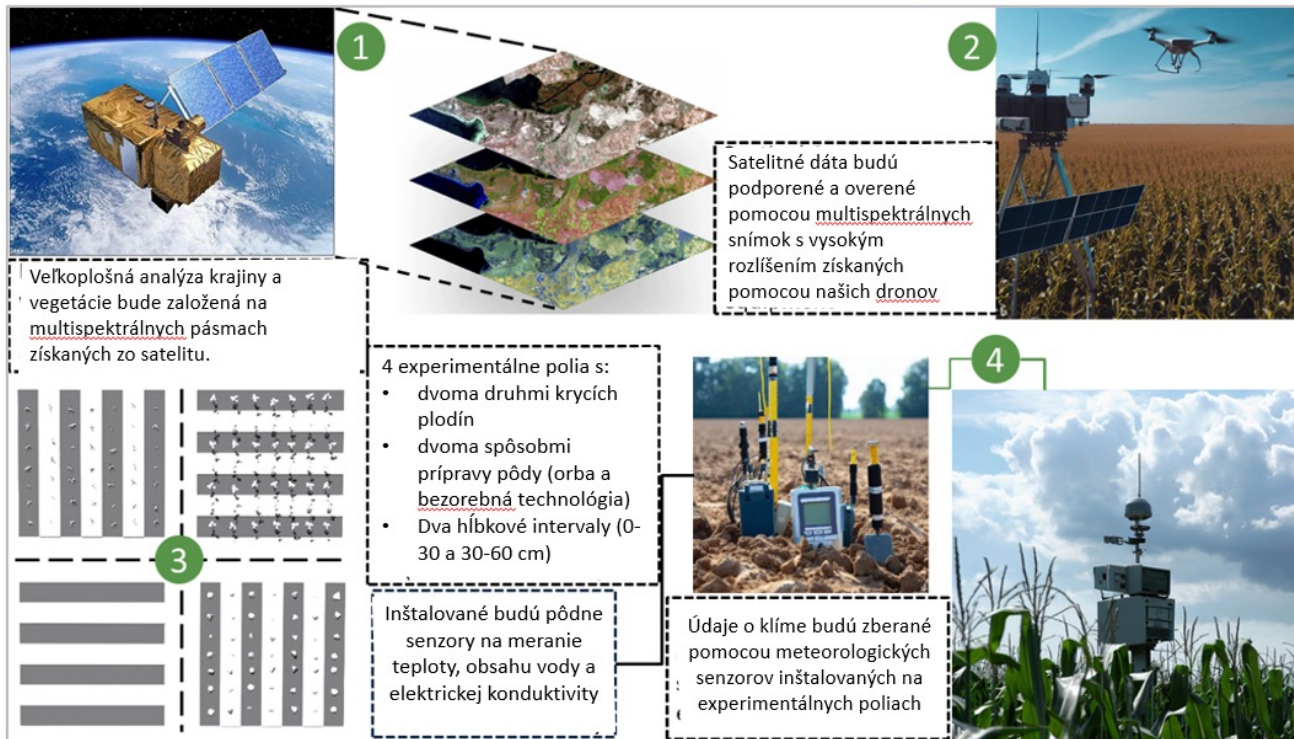 1
2
Satelitné dáta budú
podporené a overené
pomocou multispektrálnych
snímok s vysokým
rozlíšením získaných
pomocou našich dronov
Veľkoplošná analýza krajiny a
vegetácie bude založená na
multispektrálnych pásmach
získaných zo satelitu.
4 experimentálne polia s:
• dvoma druhmi krycích
plodín
• dvoma spôsobmi
prípravy pôdy (orba a
bezorebná technológia)
• Dva hĺbkové intervaly (0-
30 a 30-60 cm)
3
4
Inštalované budú pôdne
senzory na meranie
teploty, obsahu vody a
elektrickej konduktivity
Údaje o klíme budú zberané
pomocou meteorologických
senzorov inštalovaných na
experimentálnych poliach